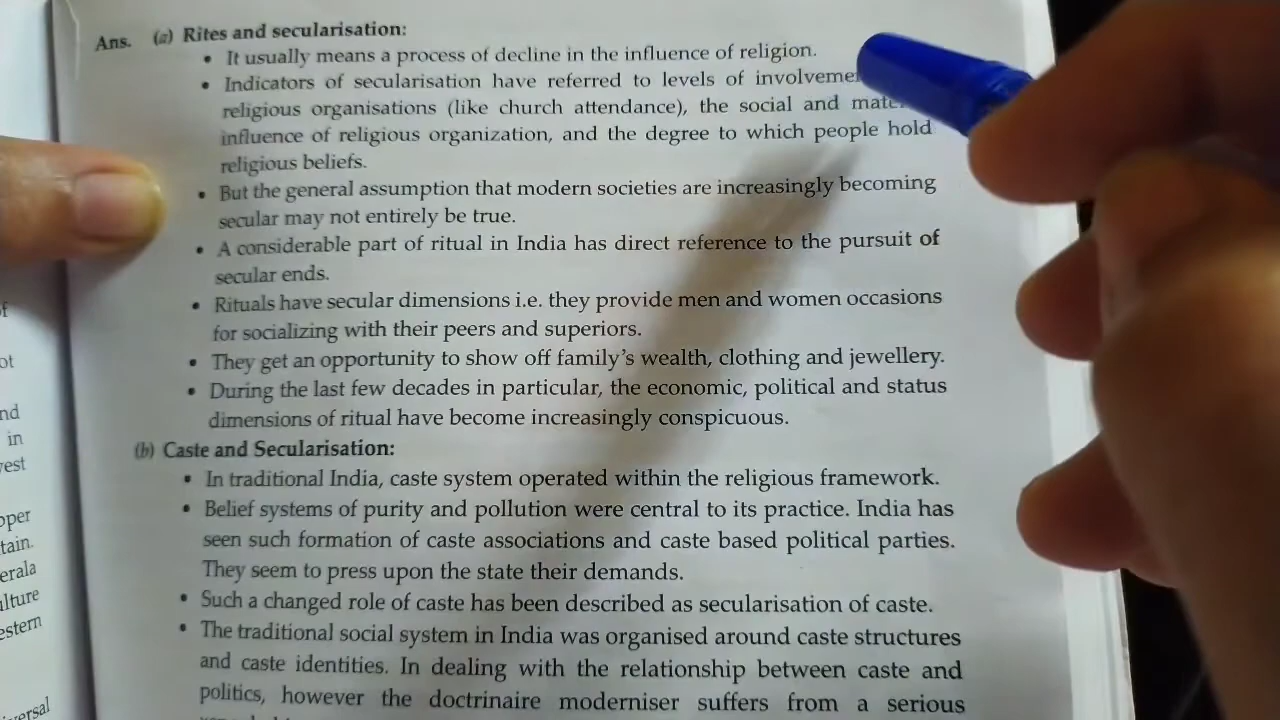 Ans. (a) Rites and secularisation:
• It usually means a process of decline in the influence of religion.
• Indicators of secularisation have referred to levels of
religious organisations (like church attendance), the social and
influence of religious organization, and the degree to which people hold
religious beliefs.
• But the general assumption that modern societies are increasingly becoming
secular may not entirely be true.
• A considerable part of ritual in India has direct reference to the pursuit of
secular ends.
• Rituals have secular dimensions i.e. they provide men and women occasions
for socializing with their peers and superiors.
• They get an opportunity to show off family's wealth, clothing and jewellery.
• During the last few decades in particular, the economic, political and status
dimensions of ritual have become increasingly conspicuous.
(b) Caste and Secularisation:
• In traditional India, caste system operated within the religious framework.
• Belief systems of purity and pollution were central to its practice. India has
seen such formation of caste associations and caste based political parties.
They seem to press upon the state their demands.
• Such a changed role of caste has been described as secularisation of caste.
• The traditional social system in India was organised around caste structures
and caste identities. In dealing with the relationship between caste and
politics, however the doctrinaire moderniser suffers from a serious